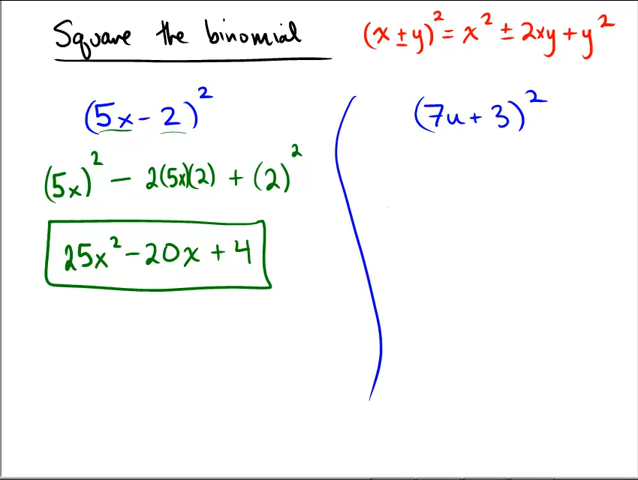 Square the binomial
(x ± y)² = x² ± 2xy + y²
(5x - 2)²
(5x)² - 2(5x)(2) + (2)²
25x² - 20x + 4
(7u + 3)²